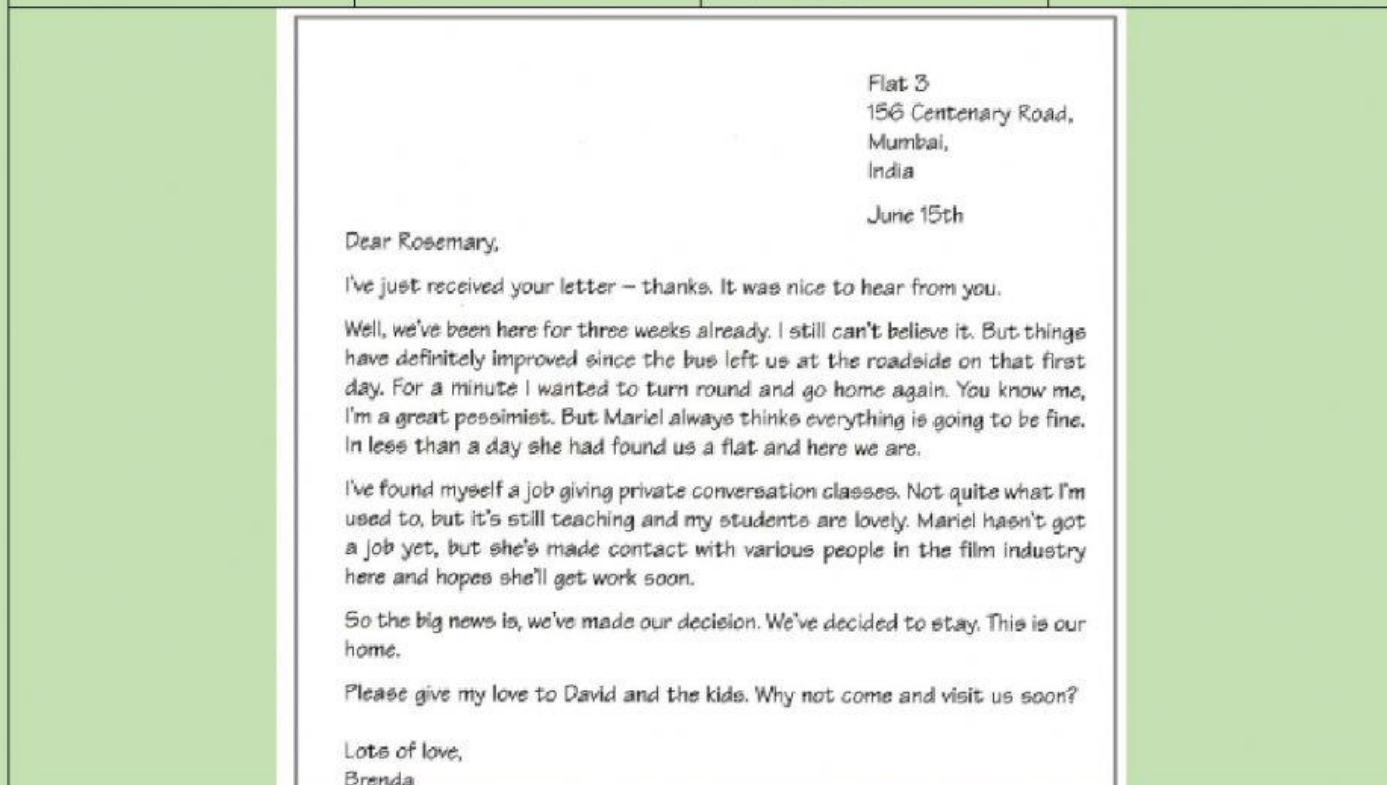 Flat 3
156 Centenary Road,
Mumbai,
India
June 15th
Dear Rosemary,
I've just received your letter – thanks. It was nice to hear from you.
Well, we've been here for three weeks already. I still can't believe it. But things
have definitely improved since the bus left us at the roadside on that first
day. For a minute I wanted to turn round and go home again. You know me,
I'm a great pessimist. But Mariel always thinks everything is going to be fine.
In less than a day she had found us a flat and here we are.
I've found myself a job giving private conversation classes. Not quite what I'm
used to, but it's still teaching and my students are lovely. Mariel hasn't got
a job yet, but she's made contact with various people in the film industry
here and hopes she'll get work soon.
So the big news is, we've made our decision. We've decided to stay. This is our
home.
Please give my love to David and the kids. Why not come and visit us soon?
Lots of love,
Brenda